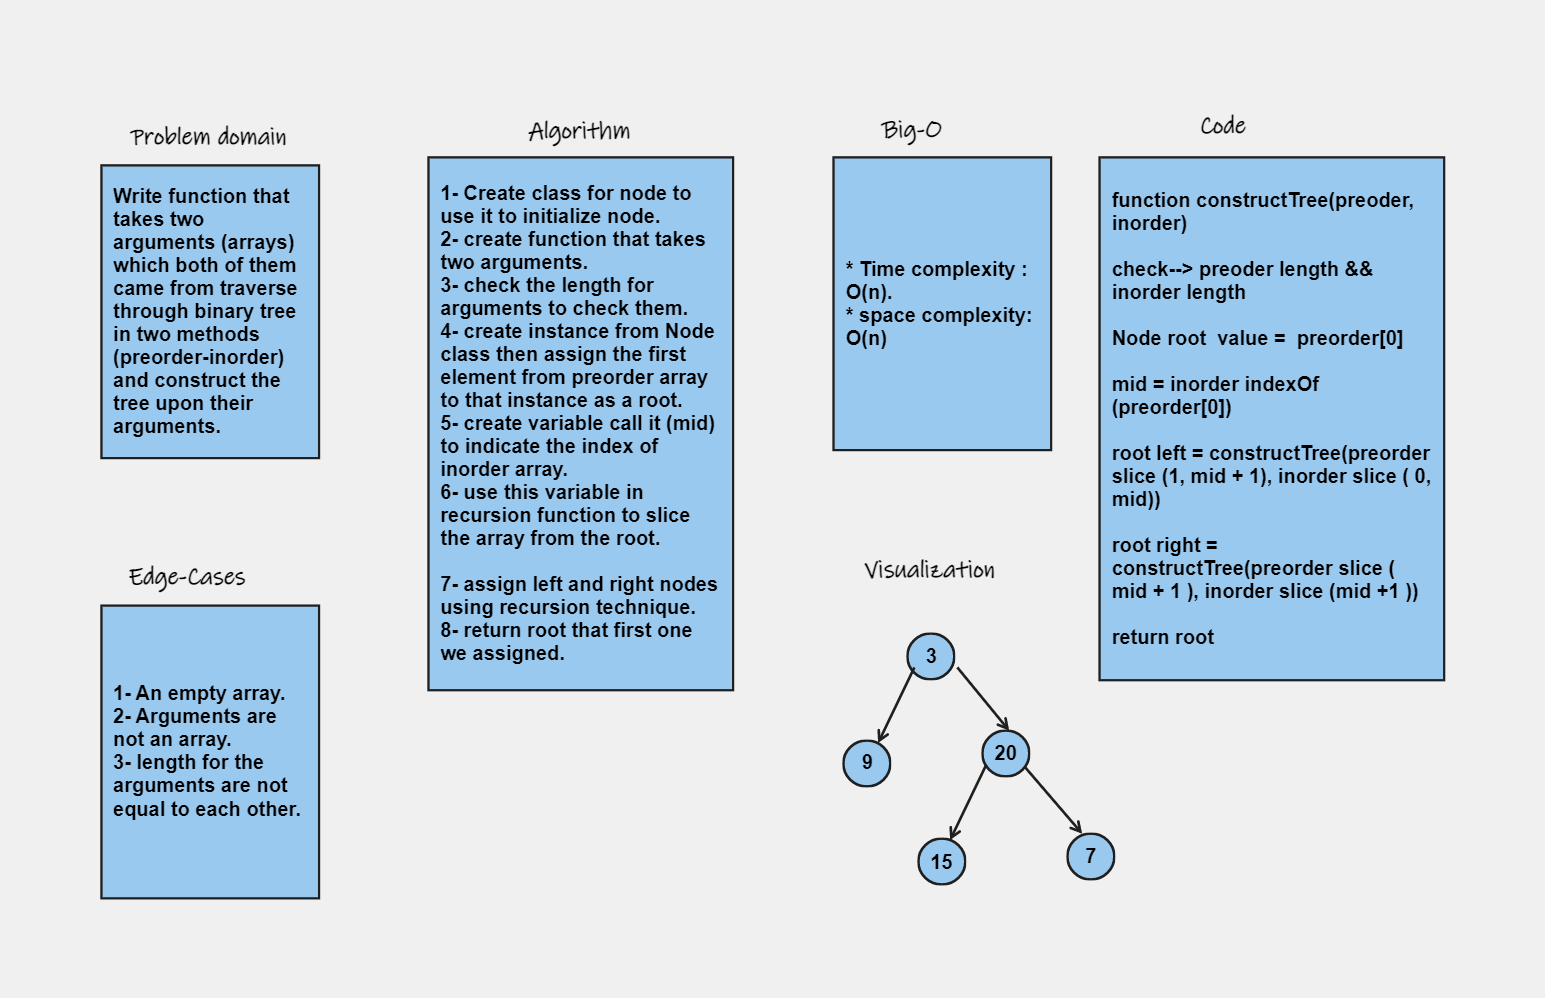 Problem domain
Write function that
takes two
arguments (arrays)
which both of them
came from traverse
through binary tree
in two methods
(preorder-inorder)
and construct the
tree upon their
arguments.
Edge-Cases
1- An empty array.
2- Arguments are
not an array.
3- length for the
arguments are not
equal to each other.
Algorithm
1- Create class for node to
use it to initialize node.
2- create function that takes
two arguments.
3- check the length for
arguments to check them.
4- create instance from Node
class then assign the first
element from preorder array
to that instance as a root.
5- create variable call it (mid)
to indicate the index of
inorder array.
6- use this variable in
recursion function to slice
the array from the root.
7- assign left and right nodes
using recursion technique.
8- return root that first one
we assigned.
Big-O
* Time complexity :
O(n).
* space complexity:
O(n)
Visualization
3
9
20
15
7
Code
function constructTree(preoder,
inorder)
check--> preoder length &&
inorder length
Node root  value =  preorder[0]
mid = inorder indexOf
(preorder[0])
root left = constructTree(preorder
slice (1, mid + 1), inorder slice ( 0,
mid))
root right =
constructTree(preorder slice (
mid + 1 ), inorder slice (mid +1 ))
return root